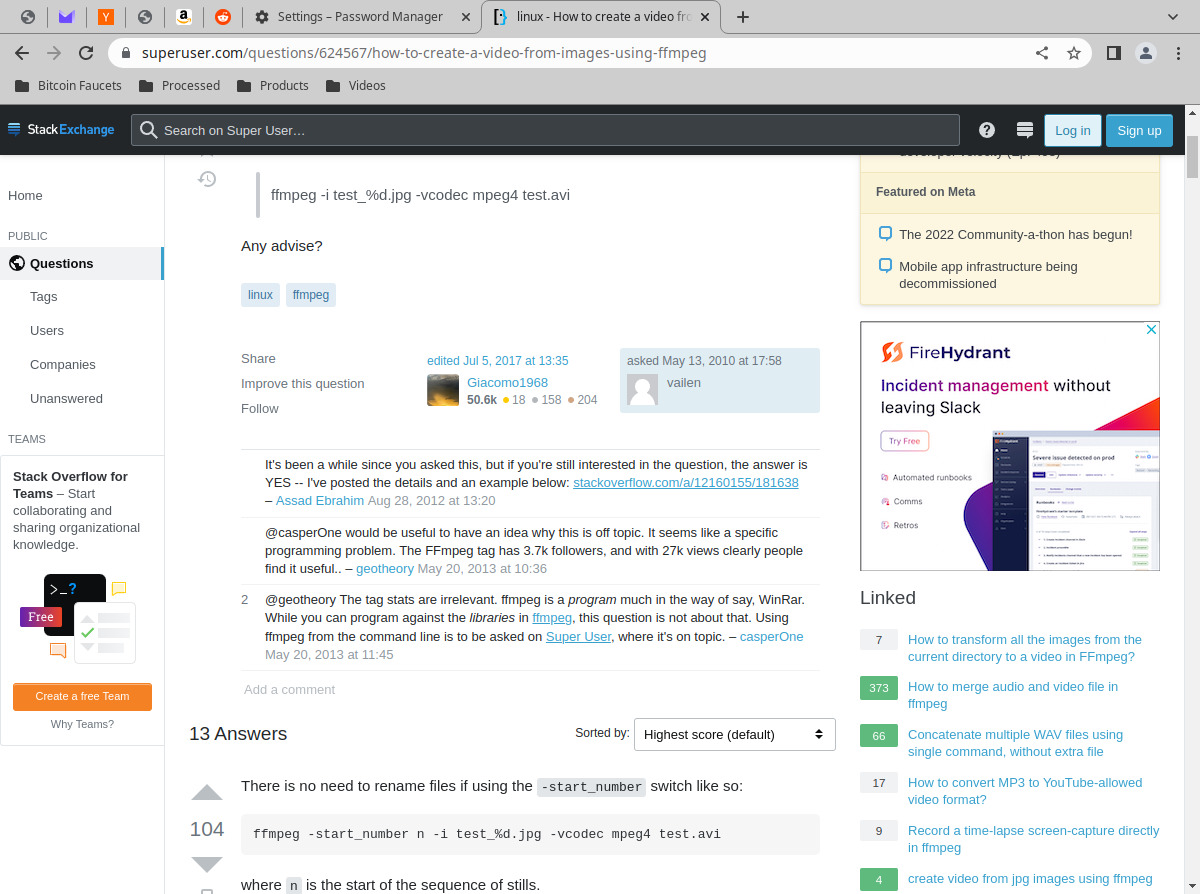 Settings – Password Manager
linux - How to create a video fro
superuser.com/questions/624567/how-to-create-a-video-from-images-using-ffmpeg
Bitcoin Faucets
Processed
Products
Videos
StackExchange
Search on Super User…
Log in
Sign up
Home
PUBLIC
Questions
Tags
Users
Companies
Unanswered
TEAMS
Stack Overflow for
Teams – Start
collaborating and
sharing organizational
knowledge.
>_?
Free
Create a free Team
Why Teams?
ffmpeg -i test_%d.jpg -vcodec mpeg4 test.avi
Any advise?
linux ffmpeg
Share
Improve this question
Follow
edited Jul 5, 2017 at 13:35
Giacomo1968
50.6k 18 158 204
asked May 13, 2010 at 17:58
vailen
It's been a while since you asked this, but if you're still interested in the question, the answer is
YES -- I've posted the details and an example below: stackoverflow.com/a/12160155/181638
– Assad Ebrahim Aug 28, 2012 at 13:20
@casperOne would be useful to have an idea why this is off topic. It seems like a specific
programming problem. The FFmpeg tag has 3.7k followers, and with 27k views clearly people
find it useful.. – geotheory May 20, 2013 at 10:36
2 @geotheory The tag stats are irrelevant. ffmpeg is a program much in the way of say, WinRar.
While you can program against the libraries in ffmpeg, this question is not about that. Using
ffmpeg from the command line is to be asked on Super User, where it's on topic. – casperOne
May 20, 2013 at 11:45
Add a comment
13 Answers
Sorted by:
Highest score (default)
104
There is no need to rename files if using the -start_number switch like so:
ffmpeg -start_number n -i test_%d.jpg -vcodec mpeg4 test.avi
where n is the start of the sequence of stills.
Featured on Meta
The 2022 Community-a-thon has begun!
Mobile app infrastructure being
decommissioned
FireHydrant
Incident management without
leaving Slack
Try Free
Automated runbooks
Comms
Retros
Severe issue detected on prod
Linked
7 How to transform all the images from the
current directory to a video in FFmpeg?
373 How to merge audio and video file in
ffmpeg
66 Concatenate multiple WAV files using
single command, without extra file
17 How to convert MP3 to YouTube-allowed
video format?
9 Record a time-lapse screen-capture directly
in ffmpeg
4 create video from jpg images using ffmpeg